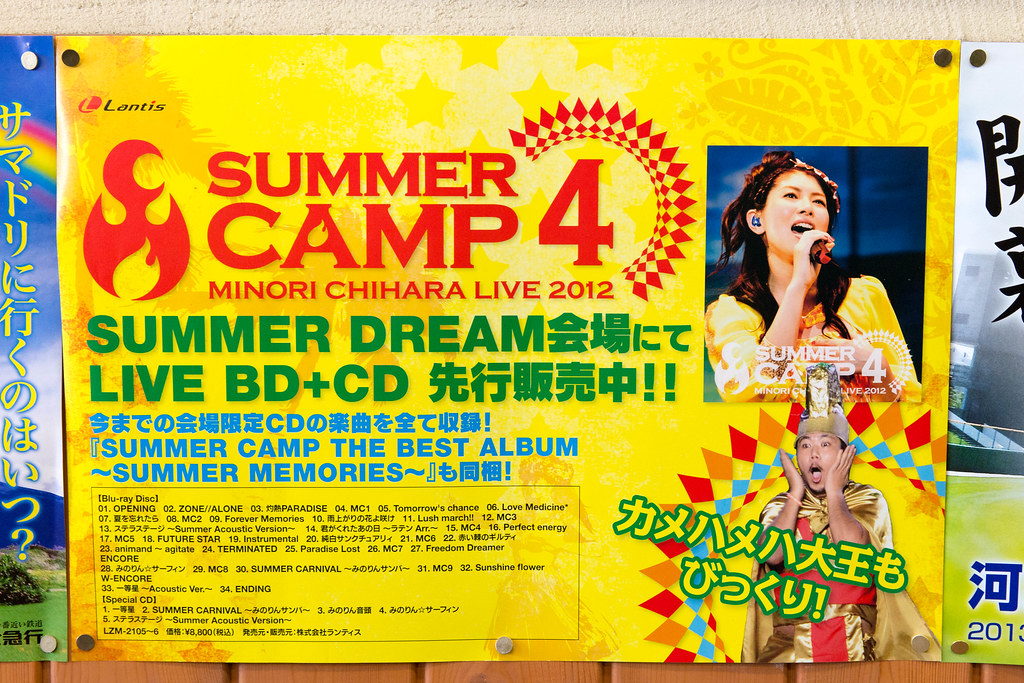 サマドリに行くのはいつ？
一番近い鉄道
急行
Lantis
SUMMER
CAMP 4
MINORI CHIHARA LIVE 2012
SUMMER DREAM会場にて
LIVE BD+CD 先行販売中!!
今までの会場限定CDの楽曲を全て収録!
『SUMMER CAMP THE BEST ALBUM
～SUMMER MEMORIES～』も同梱!
【Blu-ray Disc】
01. OPENING 02. ZONE//ALONE 03. 灼熱PARADISE 04. MC1 05. Tomorrow's chance 06. Love Medicine*
07. 夏を忘れたら 08. MC2 09. Forever Memories 10. 雨上がりの花よ咲け 11. Lush march!! 12. MC3
13. ステラステージ ～Summer Acoustic Version～ 14. 君がくれたあの日 ～ラテン Arr.～ 15. MC4 16. Perfect energy
17. MC5 18. FUTURE STAR 19. Instrumental 20. 純白サンクチュアリィ 21. MC6 22. 赤い棘のギルティ
23. animand ～ agitate 24. TERMINATED 25. Paradise Lost 26. MC7 27. Freedom Dreamer
ENCORE
28. みのりん☆サーフィン 29. MC8 30. SUMMER CARNIVAL ～みのりんサンバ～ 31. MC9 32. Sunshine flower
W-ENCORE
33. 一等星 ～Acoustic Ver.～ 34. ENDING
【Special CD】
1. 一等星 2. SUMMER CARNIVAL ～みのりんサンバ～ 3. みのりん音頭 4. みのりん☆サーフィン
5. ステラステージ ～Summer Acoustic Version～
LZM-2105～6 価格:¥8,800(税込) 発売元・販売元:株式会社ランティス
SUMMER
CAMP 4
MINORI CHIHARA LIVE 2012
カメハメハ大王も
びっくり!
開幕
河
2013